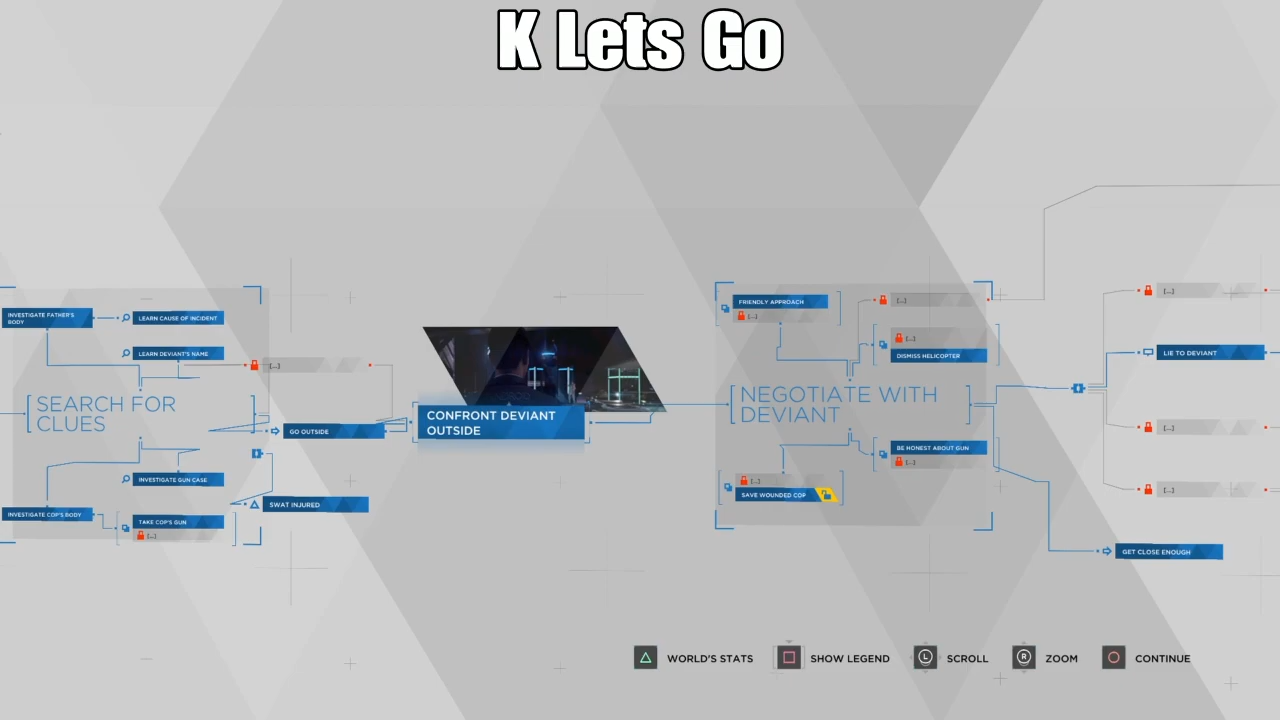 K Lets Go
INVESTIGATE FATHER'S
BODY
LEARN CAUSE OF INCIDENT
LEARN DEVIANT'S NAME
[...]
SEARCH FOR
CLUES
GO OUTSIDE
INVESTIGATE GUN CASE
INVESTIGATE COP'S BODY
TAKE COP'S GUN
[...]
SWAT INJURED
CONFRONT DEVIANT
OUTSIDE
FRIENDLY APPROACH
[...]
[...]
[...]
DISMISS HELICOPTER
NEGOTIATE WITH
DEVIANT
BE HONEST ABOUT GUN
[...]
[...]
SAVE WOUNDED COP
[...]
LIE TO DEVIANT
[...]
[...]
GET CLOSE ENOUGH
WORLD'S STATS
SHOW LEGEND
L
SCROLL
R
ZOOM
CONTINUE